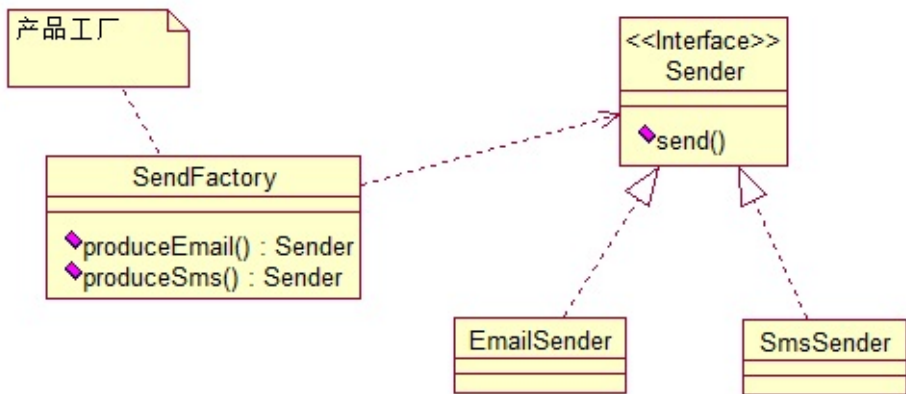 产品工厂
<<Interface>>
Sender
send()
SendFactory
produceEmail() : Sender
produceSms() : Sender
EmailSender
SmsSender